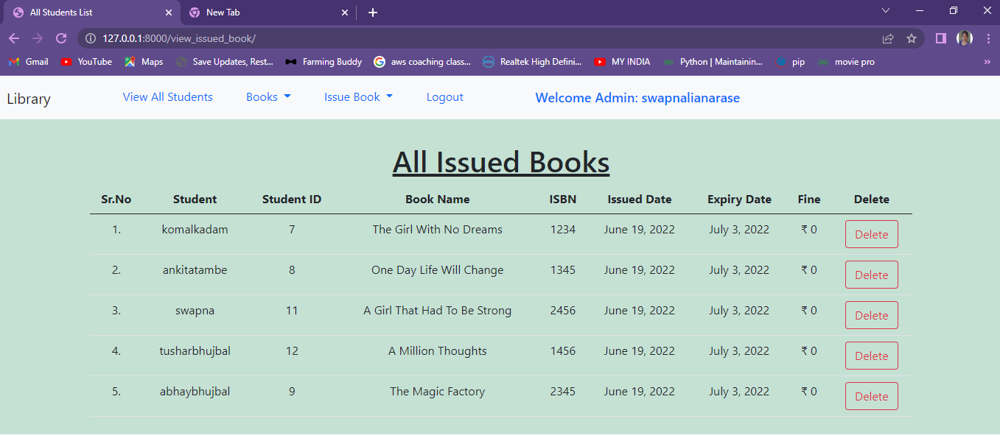 All Students List
New Tab
127.0.0.1:8000/view_issued_book/
Gmail YouTube Maps Save Updates, Rest... Farming Buddy aws coaching class... Realtek High Defini... MY INDIA Python | Maintainin... pip movie pro »
Library View All Students Books Issue Book Logout Welcome Admin: swapnalianarase
All Issued Books
Sr.No Student Student ID Book Name ISBN Issued Date Expiry Date Fine Delete
1. komalkadam 7 The Girl With No Dreams 1234 June 19, 2022 July 3, 2022 ₹ 0 Delete
2. ankitatambe 8 One Day Life Will Change 1345 June 19, 2022 July 3, 2022 ₹ 0 Delete
3. swapna 11 A Girl That Had To Be Strong 2456 June 19, 2022 July 3, 2022 ₹ 0 Delete
4. tusharbhujbal 12 A Million Thoughts 1456 June 19, 2022 July 3, 2022 ₹ 0 Delete
5. abhaybhujbal 9 The Magic Factory 2345 June 19, 2022 July 3, 2022 ₹ 0 Delete